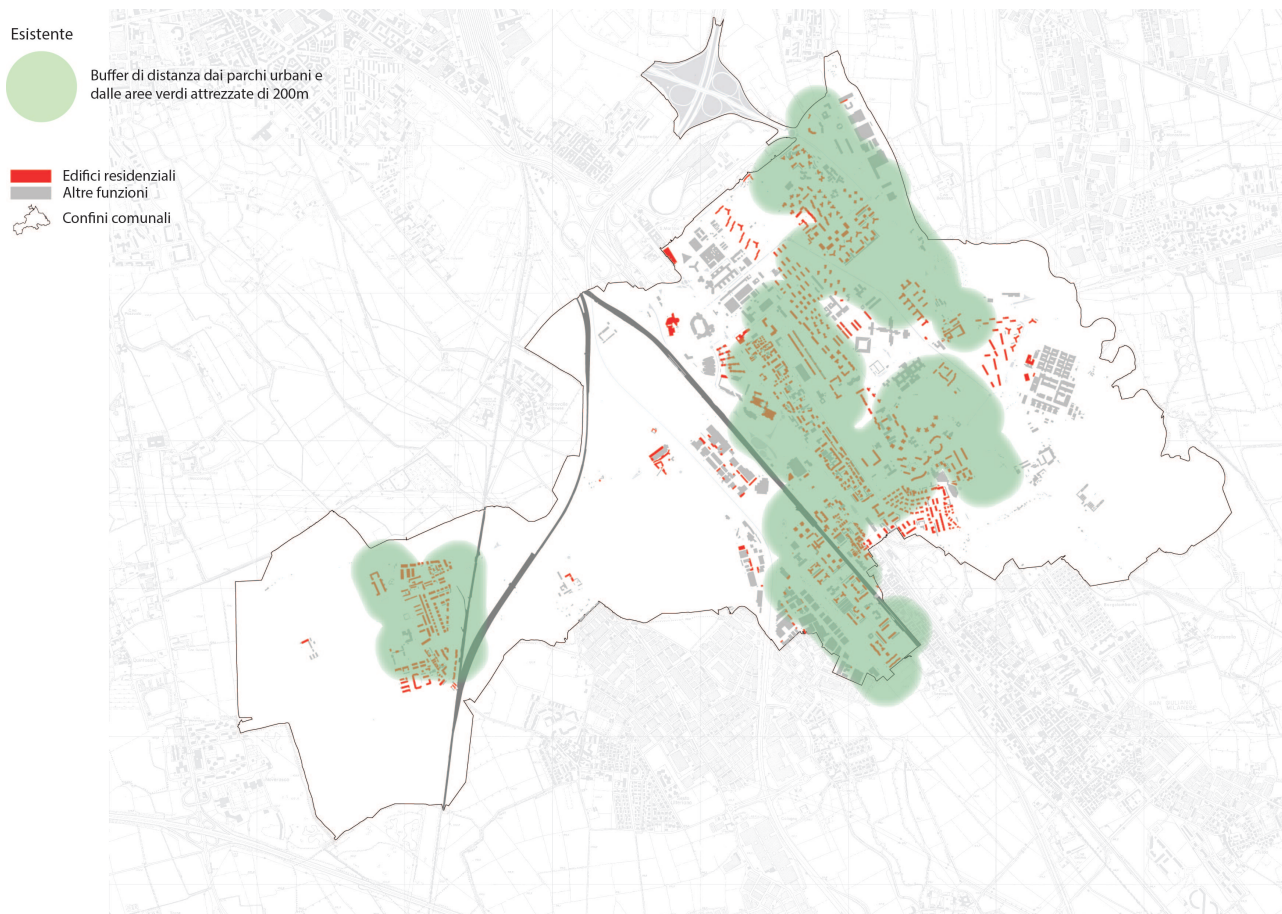 Esistente
Buffer di distanza dai parchi urbani e
dalle aree verdi attrezzate di 200m
Edifici residenziali
Altre funzioni
Confini comunali